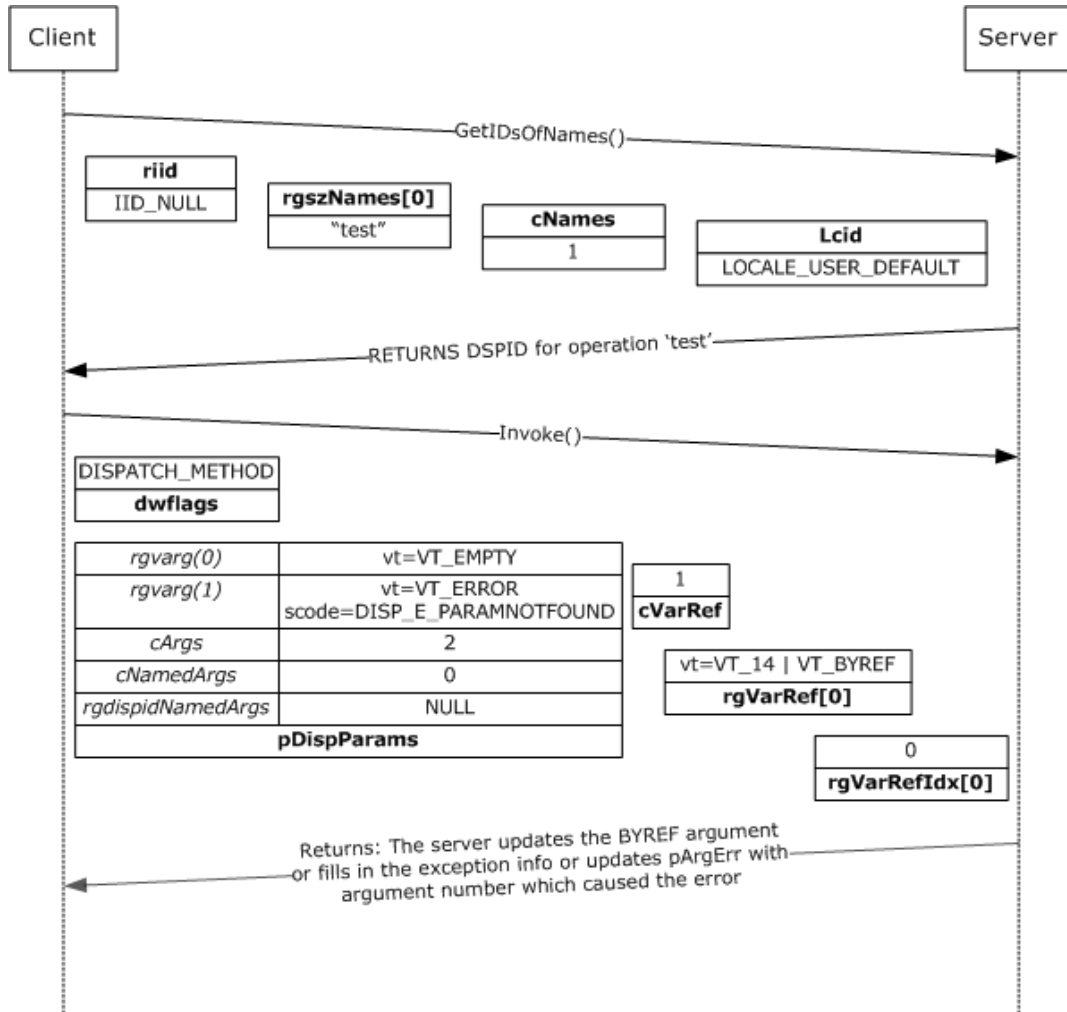 Client
Server
GetIDsOfNames()
riid
IID_NULL
rgszNames[0]
“test”
cNames
1
Lcid
LOCALE_USER_DEFAULT
RETURNS DSPID for operation ‘test’
Invoke()
DISPATCH_METHOD
dwflags
rgvarg(0)
vt=VT_EMPTY
rgvarg(1)
vt=VT_ERROR
scode=DISP_E_PARAMNOTFOUND
cArgs
2
cNamedArgs
0
rgdispidNamedArgs
NULL
pDispParams
1
cVarRef
vt=VT_14 | VT_BYREF
rgVarRef[0]
0
rgVarRefIdx[0]
Returns: The server updates the BYREF argument
or fills in the exception info or updates pArgErr with
argument number which caused the error